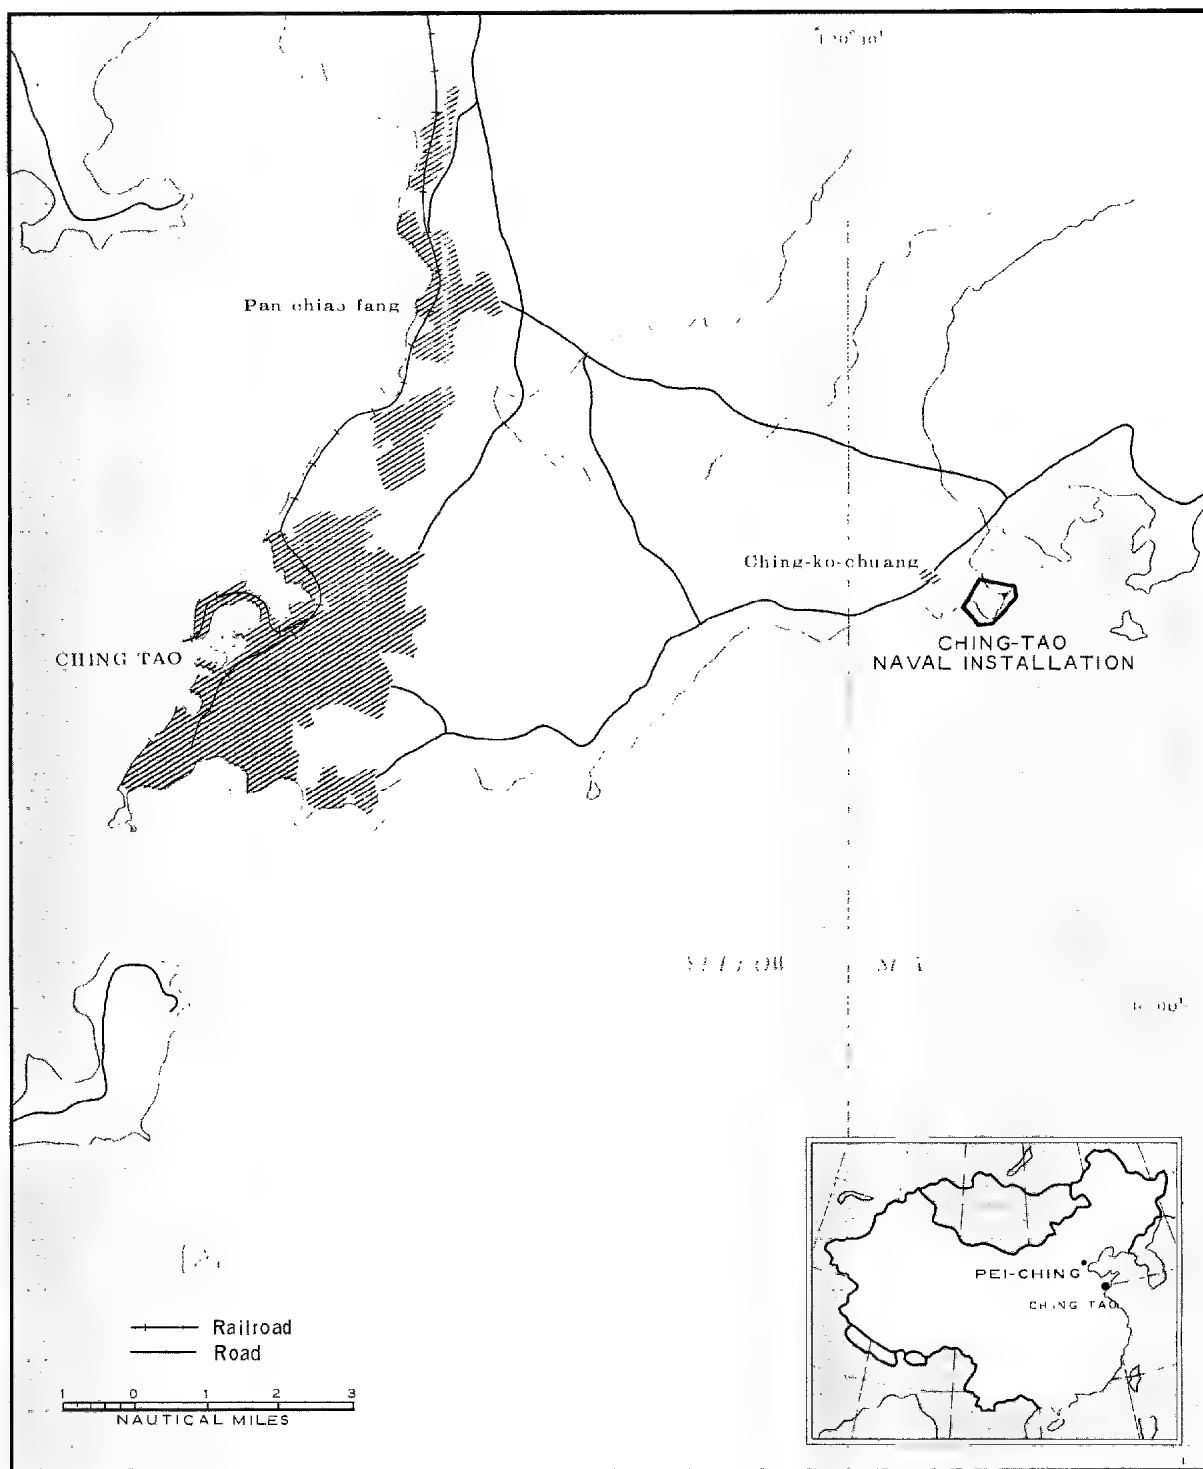 Pan chiao fang
Ching-ko-chuang
CHING TAO
CHING-TAO
NAVAL INSTALLATION
PEI-CHING
CHING TAO
Railroad
Road
1 0 1 2 3
NAUTICAL MILES